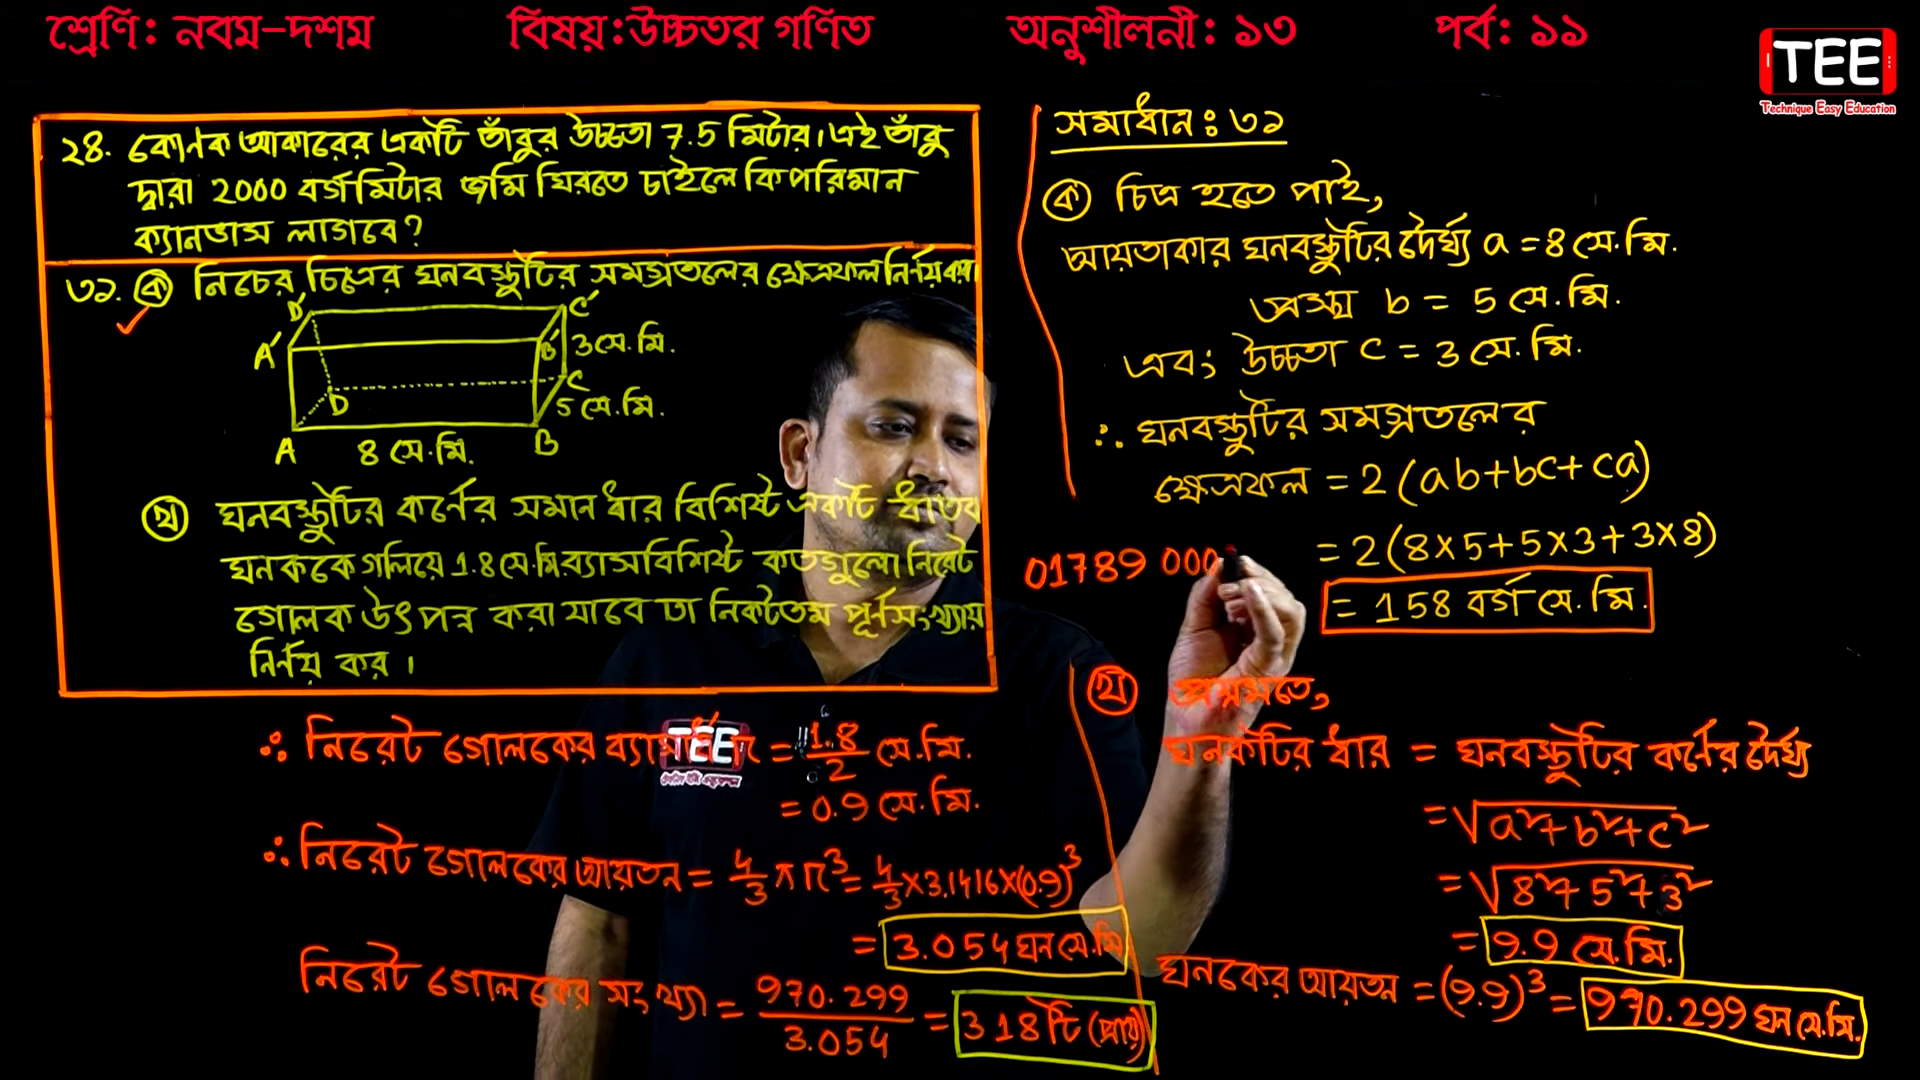 শ্রেণি: নবম-দশম বিষয়:উচ্চতর গণিত অনুশীলনী: ১৩ পর্ব: ১১
TEE
Technique Easy Education
২৪. কোণক আকারের একটি তাঁবুর উচ্চতা 7.5 মিটার। এই তাঁবু
দ্বারা 2000 বর্গমিটার জমি ঘিরতে চাইলে কি পরিমান
ক্যানভাস লাগবে?
৩১. ক নিচের চিত্রের ঘনবস্তুটির সমগ্রতলের ক্ষেত্রফল নির্ণয় কর।
D′ C′
A′ B′ 3 সে.মি.
D C
5 সে.মি.
A 8 সে.মি. B
খ ঘনবস্তুটির কর্ণের সমান ধার বিশিষ্ট একটি ধাতব
ঘনককে গলিয়ে 1.8 সে.মি. ব্যাসবিশিষ্ট কতগুলো নিরেট
গোলক উৎপন্ন করা যাবে তা নিকটতম পূর্ণসংখ্যায়
নির্ণয় কর।
সমাধান: ৩১
ক চিত্র হতে পাই,
আয়তাকার ঘনবস্তুটির দৈর্ঘ্য a = 8 সে.মি.
প্রস্থ b = 5 সে.মি.
এবং উচ্চতা c = 3 সে.মি.
∴ ঘনবস্তুটির সমগ্রতলের
ক্ষেত্রফল = 2(ab+bc+ca)
= 2(8×5+5×3+3×8)
= 158 বর্গ সে.মি.
01789 000
খ প্রশ্নমতে,
ঘনকটির ধার = ঘনবস্তুটির কর্ণের দৈর্ঘ্য
= √a²+b²+c²
= √8²+5²+3²
= 9.9 সে.মি.
ঘনকের আয়তন = (9.9)³ = 970.299 ঘন সে.মি.
∴ নিরেট গোলকের ব্যাসার্ধ r = 1.8/2 সে.মি.
= 0.9 সে.মি.
∴ নিরেট গোলকের আয়তন = 4/3 πr³ = 4/3×3.1416×(0.9)³
= 3.054 ঘন সে.মি
নিরেট গোলকের সংখ্যা = 970.299/3.054 = 318 টি (প্রায়)
TEE